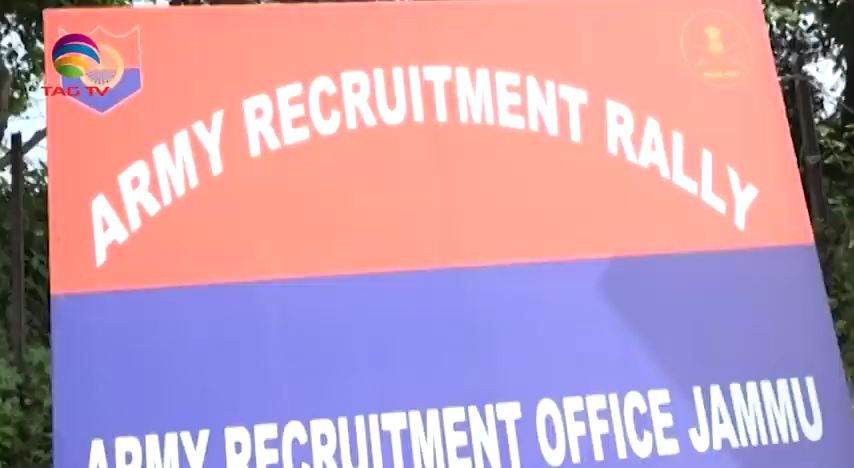 TAG TV
ARMY RECRUITMENT RALLY
ARMY RECRUITMENT OFFICE JAMMU